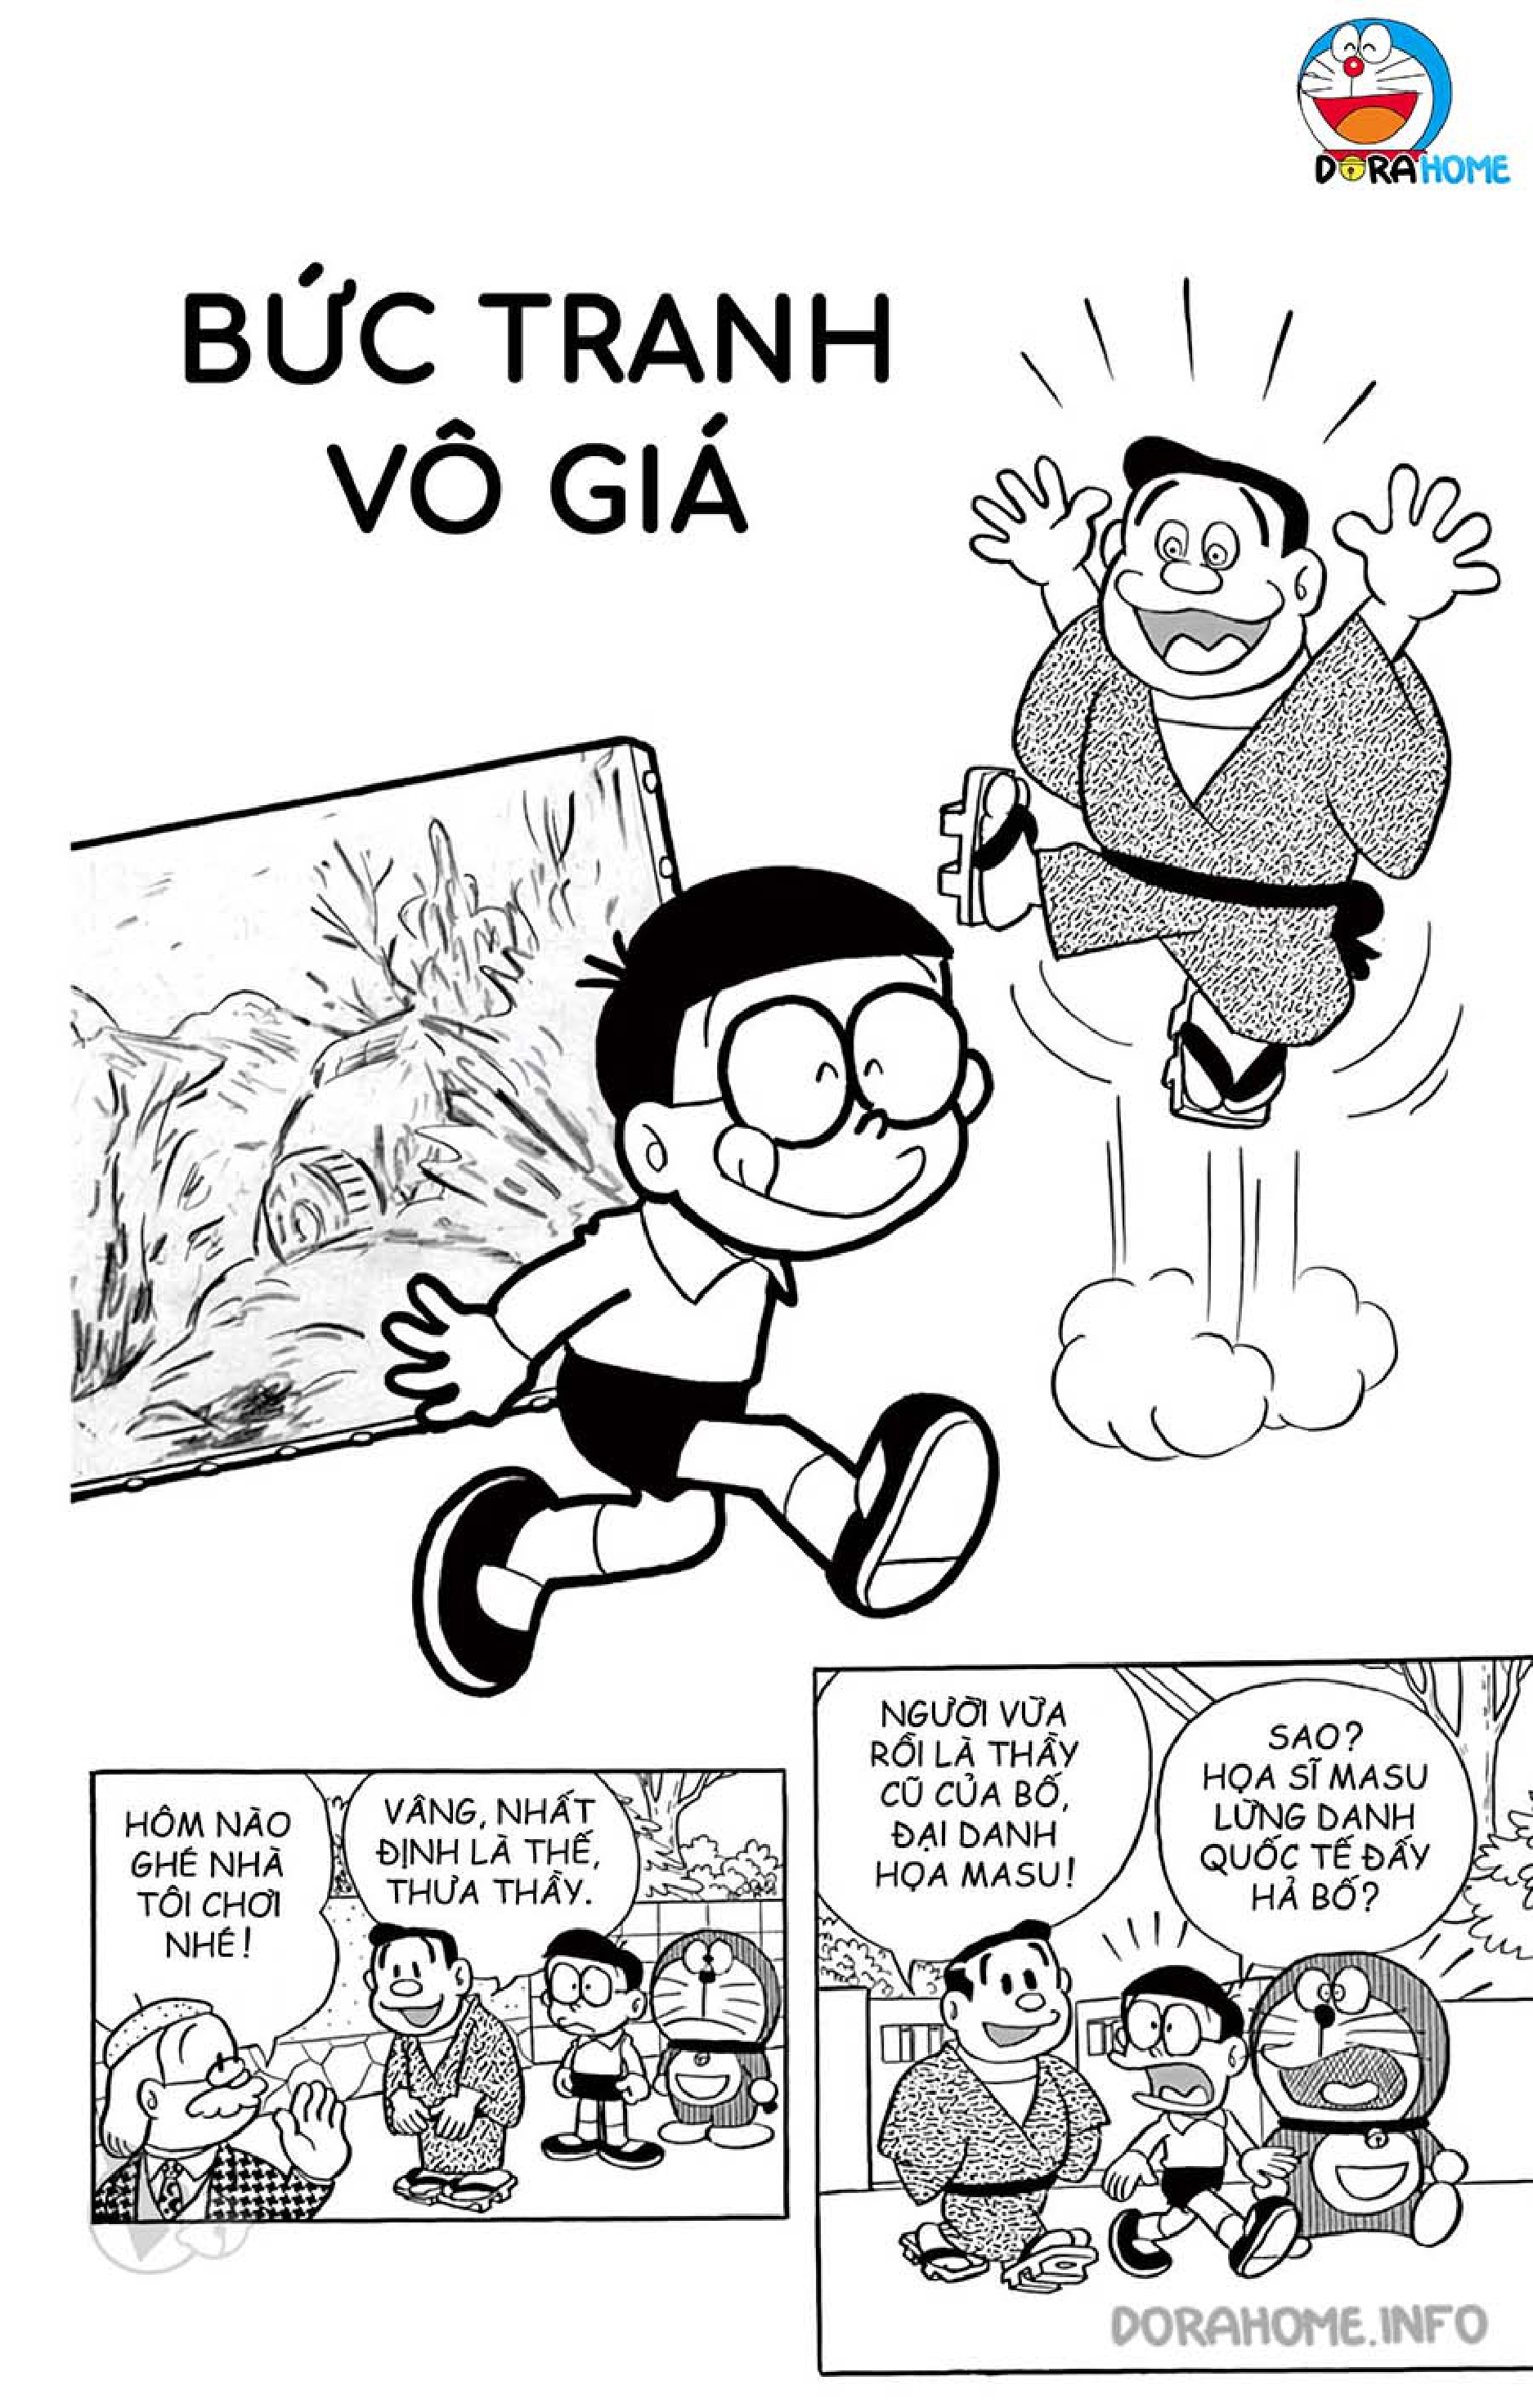 DORAHOME
BỨC TRANH
VÔ GIÁ
HÔM NÀO
GHÉ NHÀ
TÔI CHƠI
NHÉ!
VÂNG, NHẤT
ĐỊNH LÀ THẾ,
THƯA THẦY.
NGƯỜI VỪA
RỒI LÀ THẦY
CŨ CỦA BỐ,
ĐẠI DANH
HỌA MASU!
SAO?
HỌA SĨ MASU
LỪNG DANH
QUỐC TẾ ĐẤY
HẢ BỐ?
DORAHOME.INFO